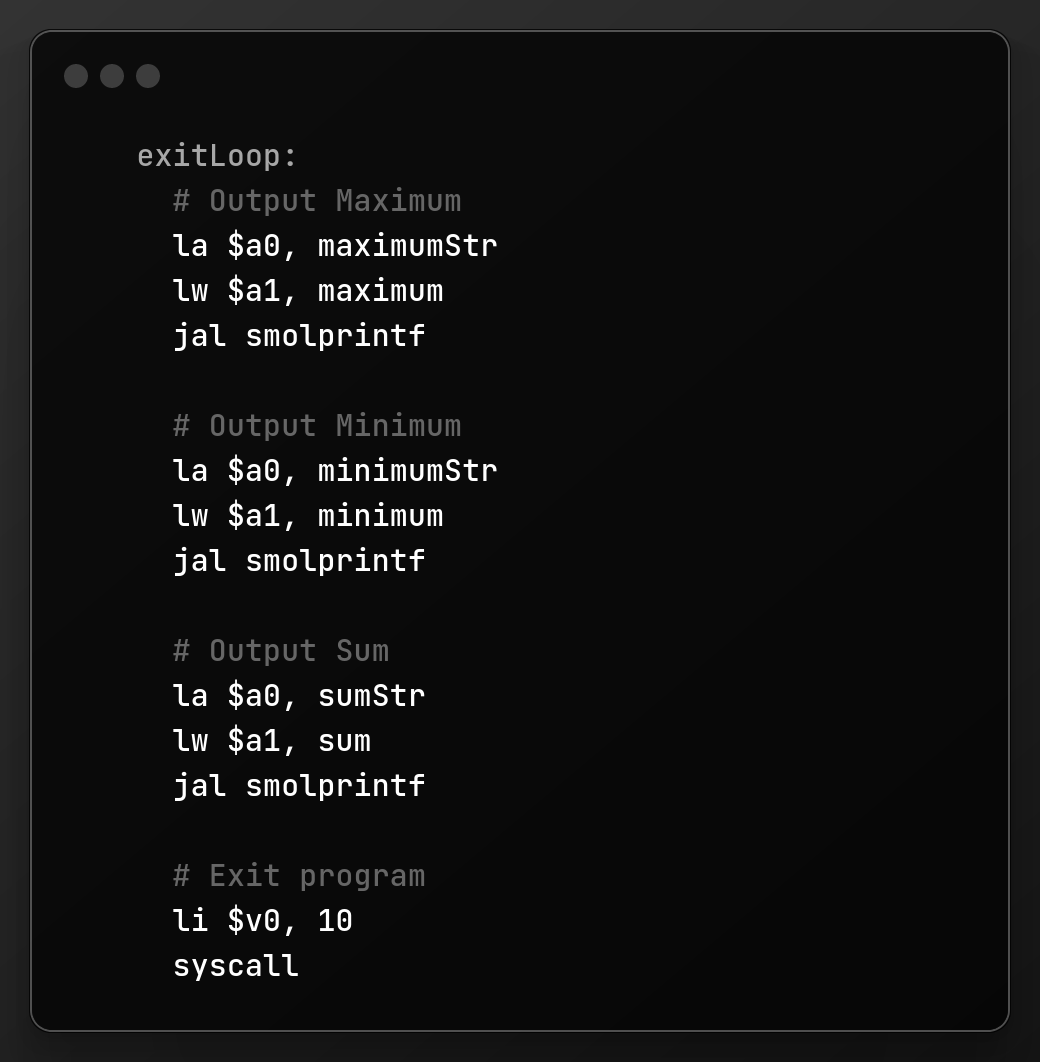 exitLoop:
# Output Maximum
la $a0, maximumStr
lw $a1, maximum
jal smolprintf
# Output Minimum
la $a0, minimumStr
lw $a1, minimum
jal smolprintf
# Output Sum
la $a0, sumStr
lw $a1, sum
jal smolprintf
# Exit program
li $v0, 10
syscall